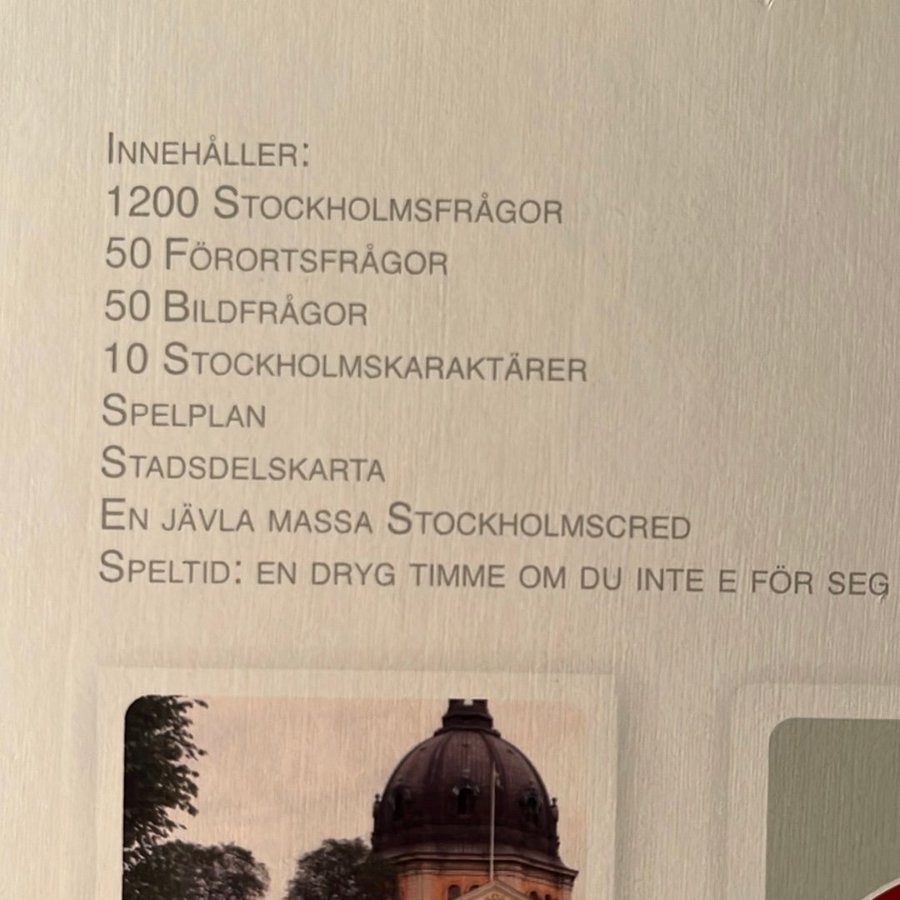 INNEHÅLLER:
1200 STOCKHOLMSFRÅGOR
50 FÖRORTSFRÅGOR
50 BILDFRÅGOR
10 STOCKHOLMSKARAKTÄRER
SPELPLAN
STADSDELSKARTA
EN JÄVLA MASSA STOCKHOLMSCRED
SPELTID: EN DRYG TIMME OM DU INTE E FÖR SEG